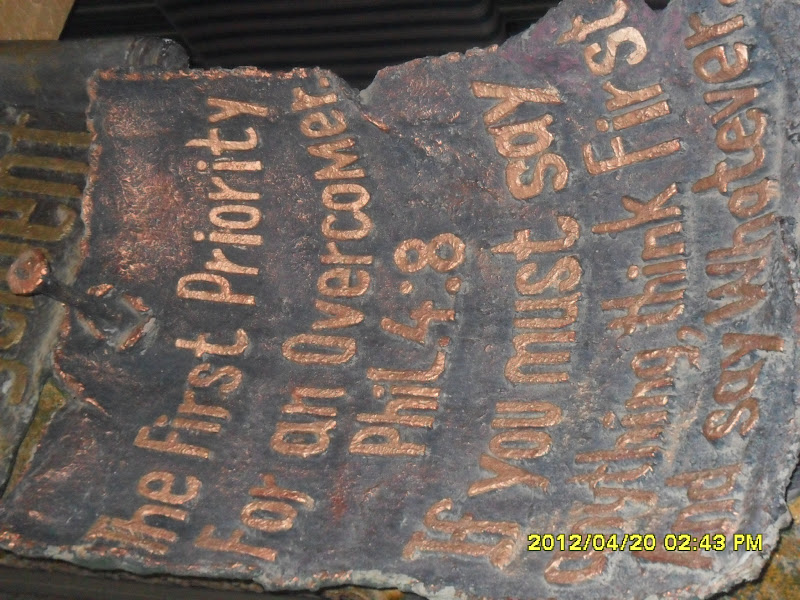 The First Priority
For an Overcomer.
Phil.4:8
If you must say
anything, think First
And say Whatever.
2012/04/20 02:43 PM